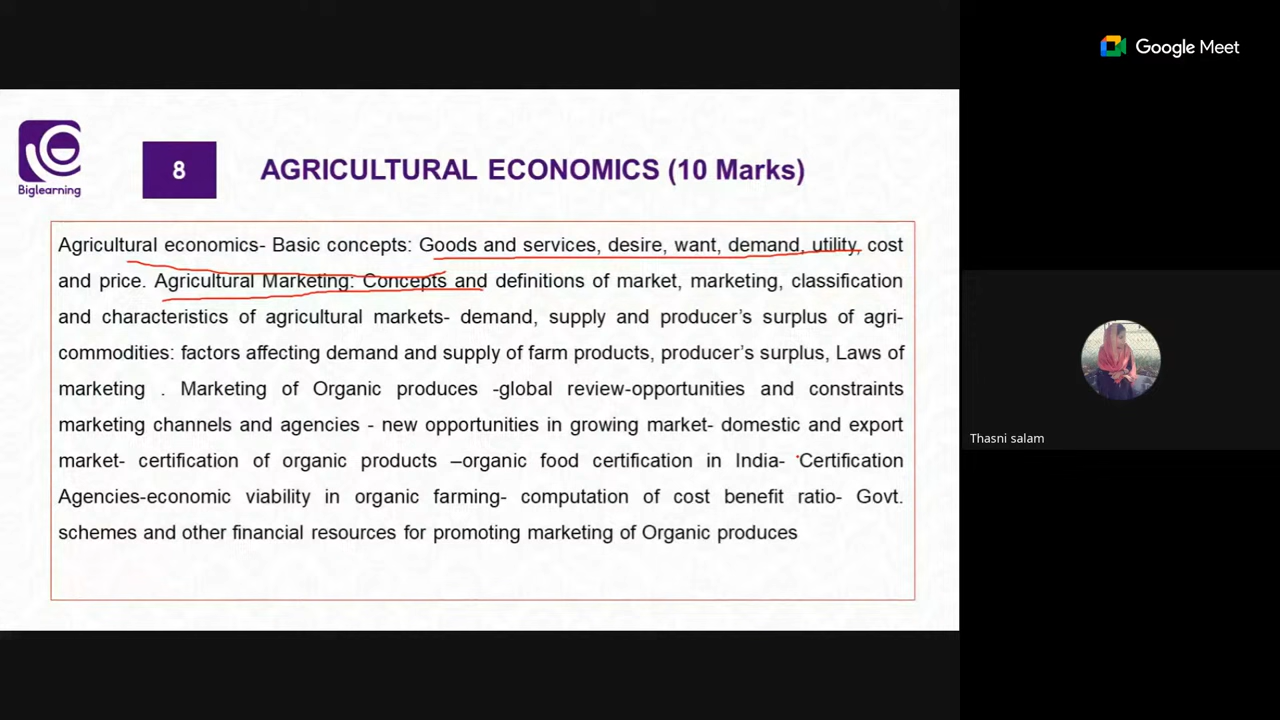 Google Meet
Biglearning
8
AGRICULTURAL ECONOMICS (10 Marks)
Agricultural economics- Basic concepts: Goods and services, desire, want, demand, utility, cost
and price. Agricultural Marketing: Concepts and definitions of market, marketing, classification
and characteristics of agricultural markets- demand, supply and producer’s surplus of agri-
commodities: factors affecting demand and supply of farm products, producer’s surplus, Laws of
marketing . Marketing of Organic produces -global review-opportunities and constraints
marketing channels and agencies - new opportunities in growing market- domestic and export
market- certification of organic products –organic food certification in India- Certification
Agencies-economic viability in organic farming- computation of cost benefit ratio- Govt.
schemes and other financial resources for promoting marketing of Organic produces
Thasni salam